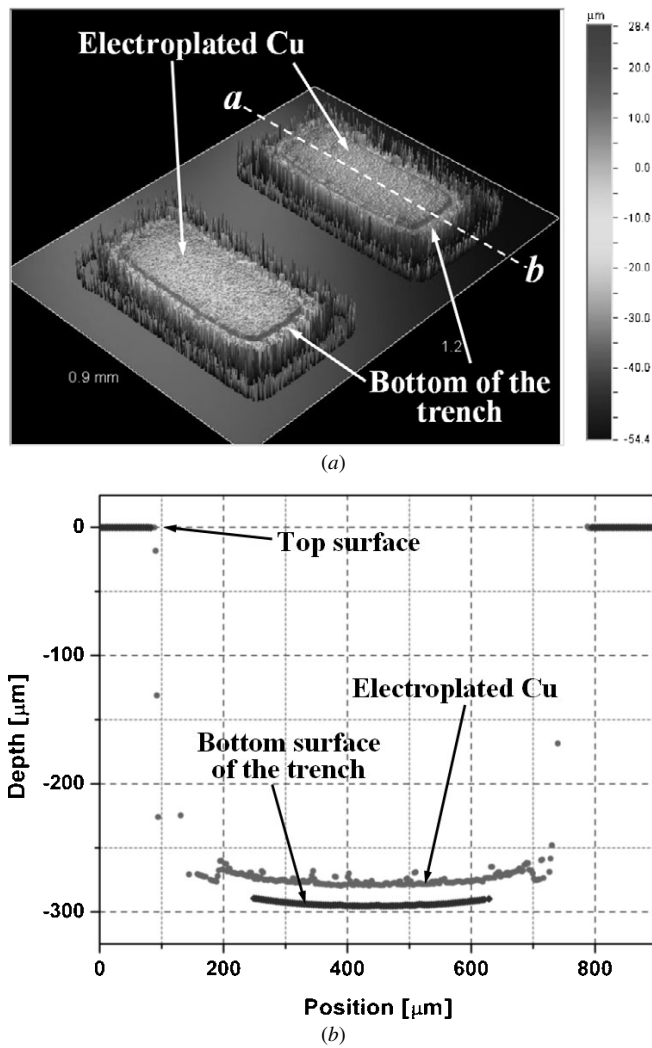 μm
28.4
20.0
10.0
0.0
-10.0
-20.0
-30.0
-40.0
-54.4
Electroplated Cu
a
b
1.2
0.9 mm
Bottom of the
trench
(a)
0
-100
-200
-300
Depth [μm]
Top surface
Electroplated Cu
Bottom surface
of the trench
0
200
400
600
800
Position [μm]
(b)